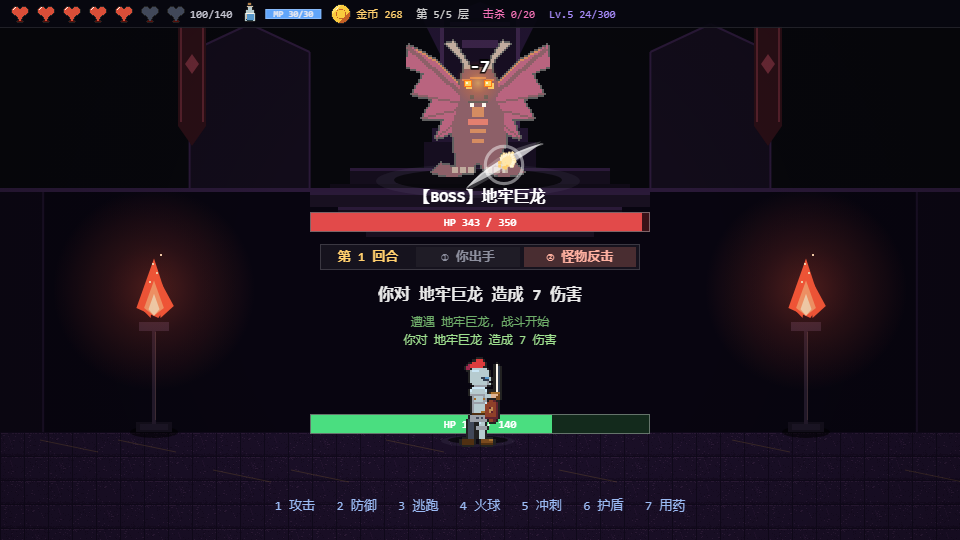 100/140 MP 30/30 金币 268 第 5/5 层 击杀 0/20 Lv.5 24/300
-7
【BOSS】地牢巨龙
HP 343 / 350
第 1 回合 ① 你出手 ② 怪物反击
你对 地牢巨龙 造成 7 伤害
遭遇 地牢巨龙, 战斗开始
你对 地牢巨龙 造成 7 伤害
HP 140
1 攻击 2 防御 3 逃跑 4 火球 5 冲刺 6 护盾 7 用药